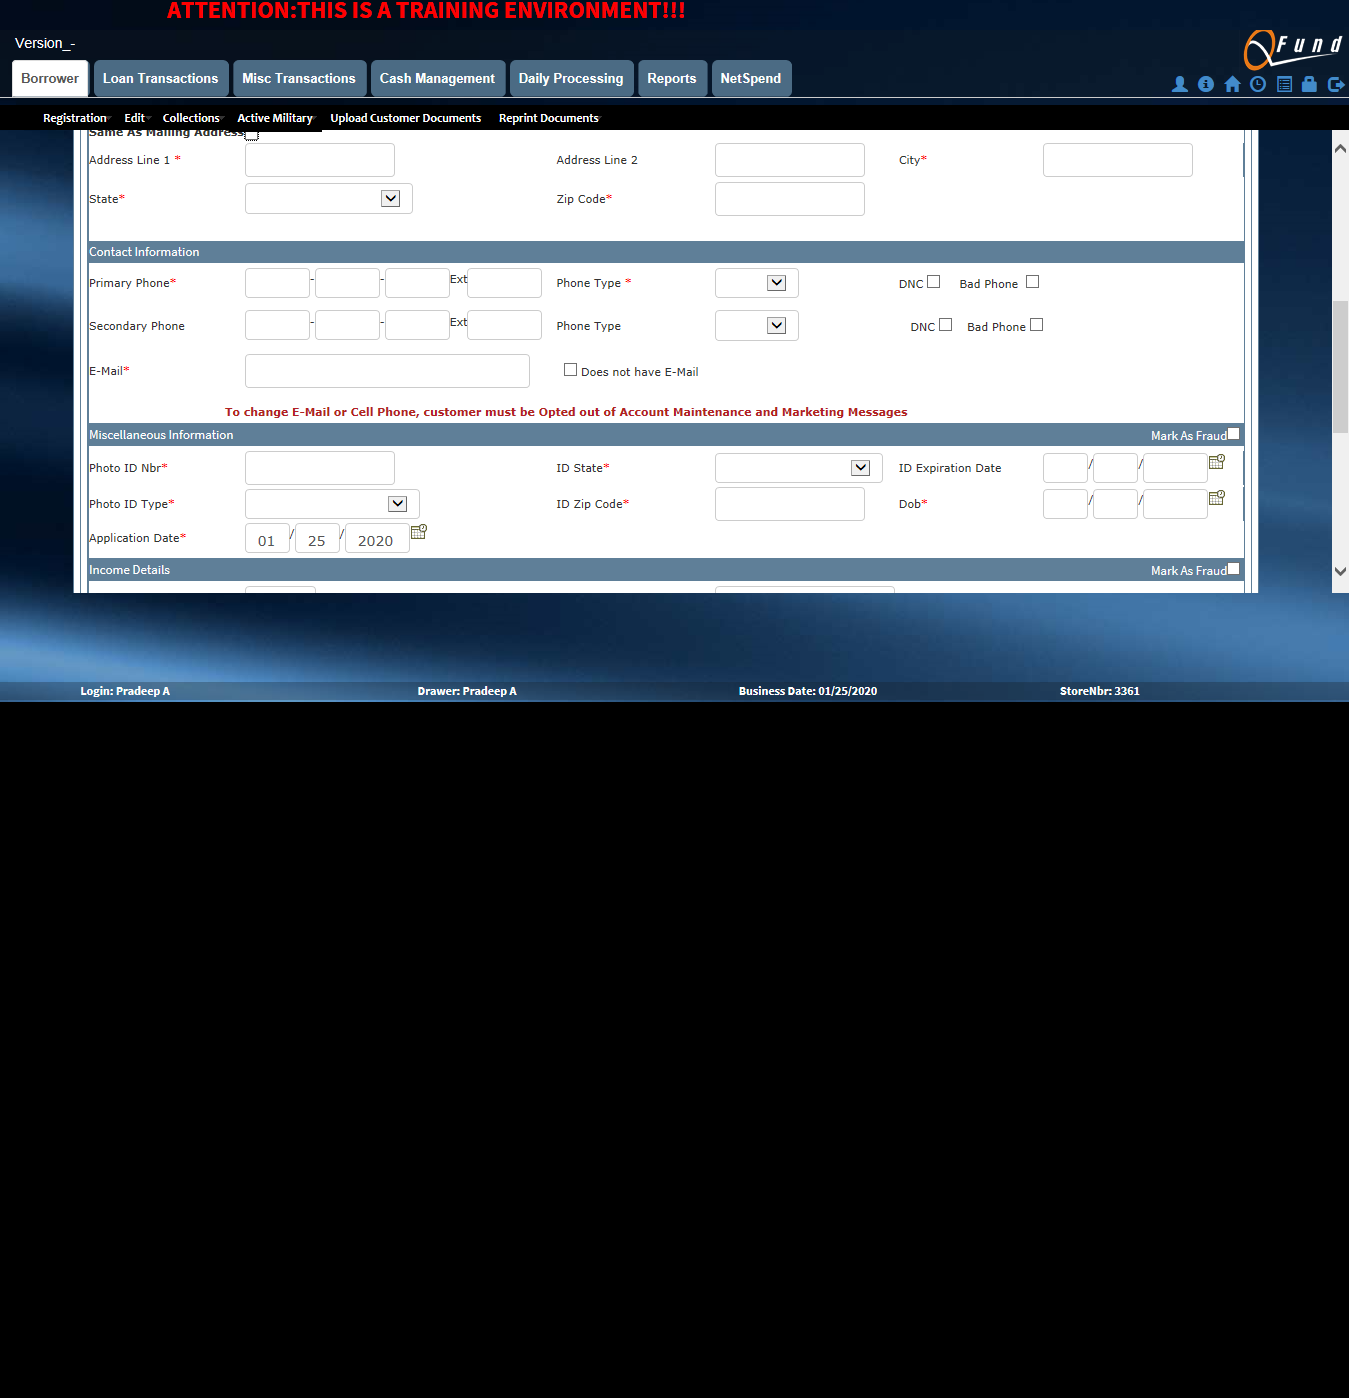 ATTENTION:THIS IS A TRAINING ENVIRONMENT!!!
Version_-
Fund
Borrower Loan Transactions Misc Transactions Cash Management Daily Processing Reports NetSpend
Registration Edit Collections Active Military Upload Customer Documents Reprint Documents
Same As Mailing Address
Address Line 1 * Address Line 2 City*
State* Zip Code*
Contact Information
Primary Phone* - - Ext Phone Type * DNC Bad Phone
Secondary Phone - - Ext Phone Type DNC Bad Phone
E-Mail* Does not have E-Mail
To change E-Mail or Cell Phone, customer must be Opted out of Account Maintenance and Marketing Messages
Miscellaneous Information Mark As Fraud
Photo ID Nbr* ID State* ID Expiration Date / /
Photo ID Type* ID Zip Code* Dob* / /
Application Date* 01 / 25 / 2020
Income Details Mark As Fraud
Login: Pradeep A Drawer: Pradeep A Business Date: 01/25/2020 StoreNbr: 3361